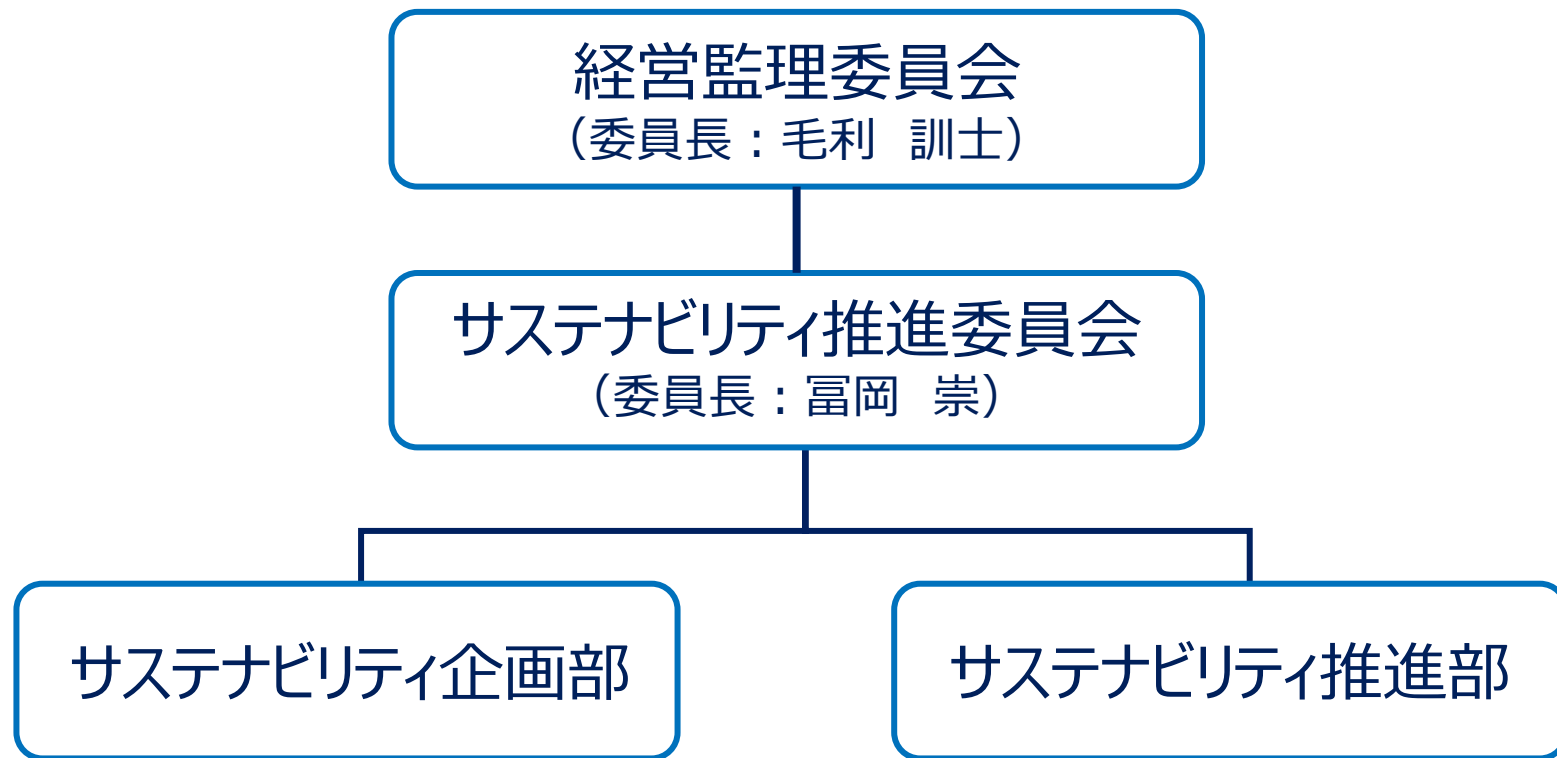 経営監理委員会
（委員長：毛利　訓士）
サステナビリティ推進委員会
（委員長：冨岡　崇）
サステナビリティ企画部
サステナビリティ推進部